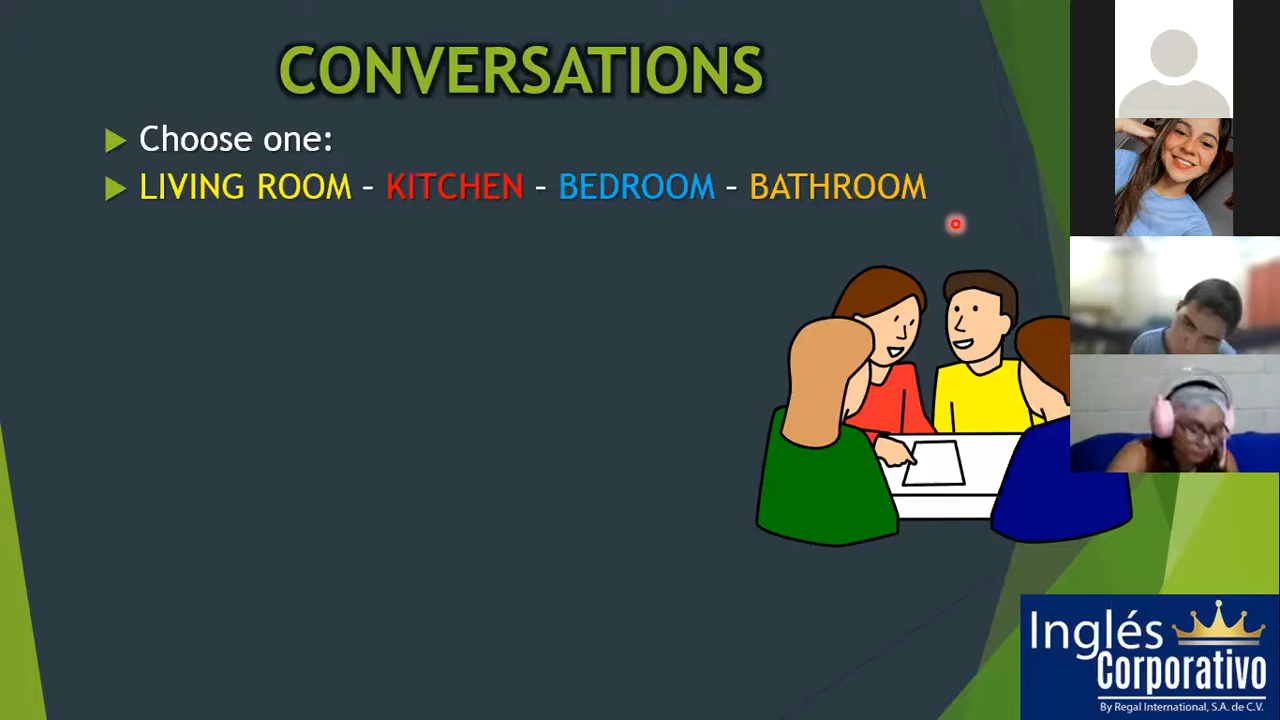 CONVERSATIONS
Choose one:
LIVING ROOM – KITCHEN – BEDROOM – BATHROOM
Inglés
Corporativo
By Regal International, S.A. de C.V.